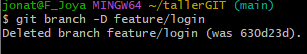 jonat@F_Joya MINGW64 ~/tallerGIT (main)
$ git branch -D feature/login
Deleted branch feature/login (was 630d23d).